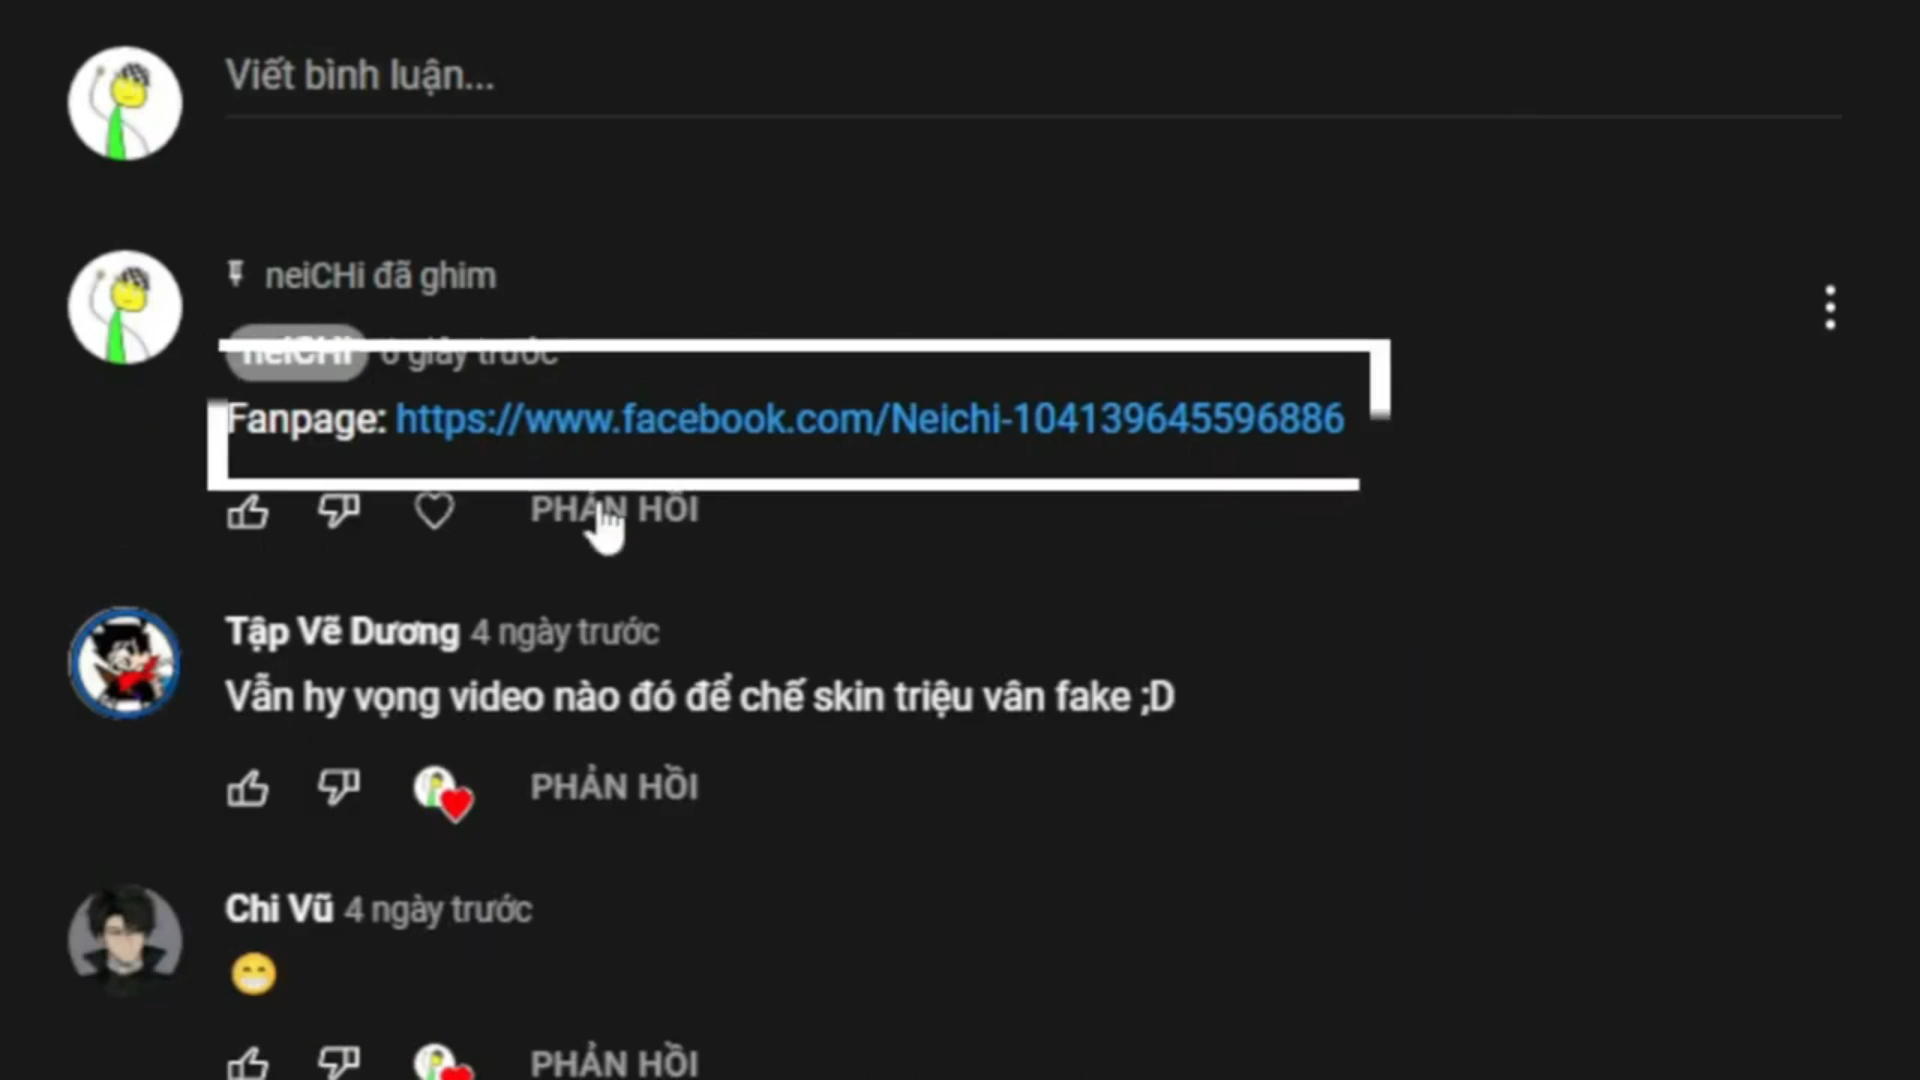 Viết bình luận...
neiCHi đã ghim
neiCHi 6 giây trước
Fanpage: https://www.facebook.com/Neichi-104139645596886
PHẢN HỒI
Tập Vẽ Dương 4 ngày trước
Vẫn hy vọng video nào đó để chế skin triệu vân fake ;D
PHẢN HỒI
Chi Vũ 4 ngày trước
😁
PHẢN HỒI